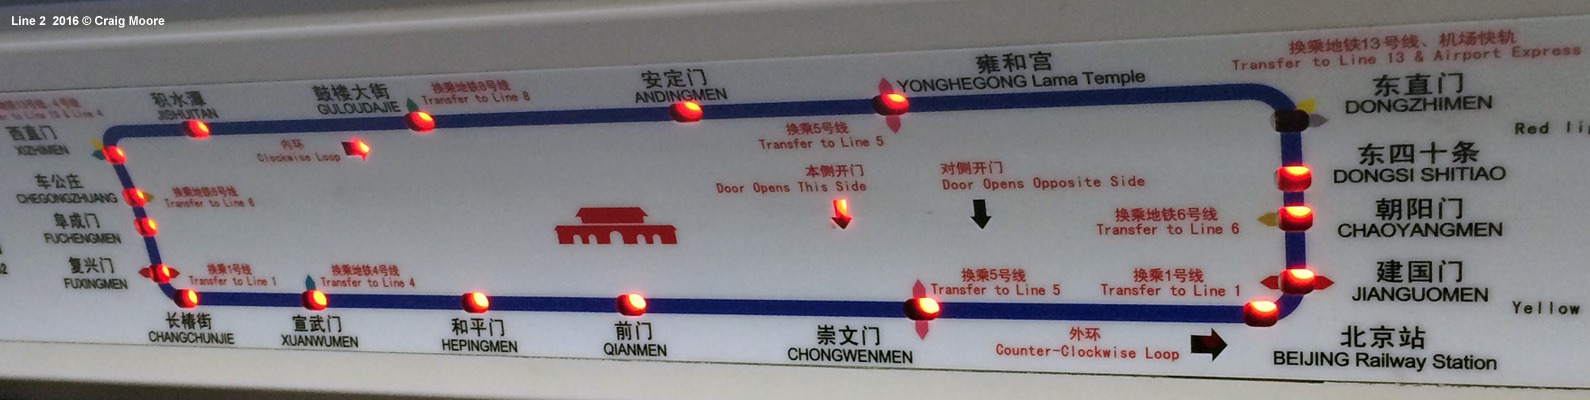 Line 2  2016 © Craig Moore
换乘地铁13号线、机场快轨
Transfer to Line 13 & Airport Express
雍和宫
YONGHEGONG Lama Temple
东直门
DONGZHIMEN
安定门
ANDINGMEN
鼓楼大街
GULOUDAJIE
换乘地铁8号线
Transfer to Line 8
积水潭
JISHUITAN
西直门
XIZHIMEN
内环
Clockwise Loop
换乘5号线
Transfer to Line 5
Red
东四十条
DONGSI SHITIAO
本侧开门
Door Opens This Side
对侧开门
Door Opens Opposite Side
车公庄
CHEGONGZHUANG
换乘地铁6号线
Transfer to Line 6
阜成门
FUCHENGMEN
换乘地铁6号线
Transfer to Line 6
朝阳门
CHAOYANGMEN
复兴门
FUXINGMEN
换乘1号线
Transfer to Line 1
换乘地铁4号线
Transfer to Line 4
换乘5号线
Transfer to Line 5
换乘1号线
Transfer to Line 1
建国门
JIANGUOMEN
Yellow
长椿街
CHANGCHUNJIE
宣武门
XUANWUMEN
和平门
HEPINGMEN
前门
QIANMEN
崇文门
CHONGWENMEN
外环
Counter-Clockwise Loop
北京站
BEIJING Railway Station